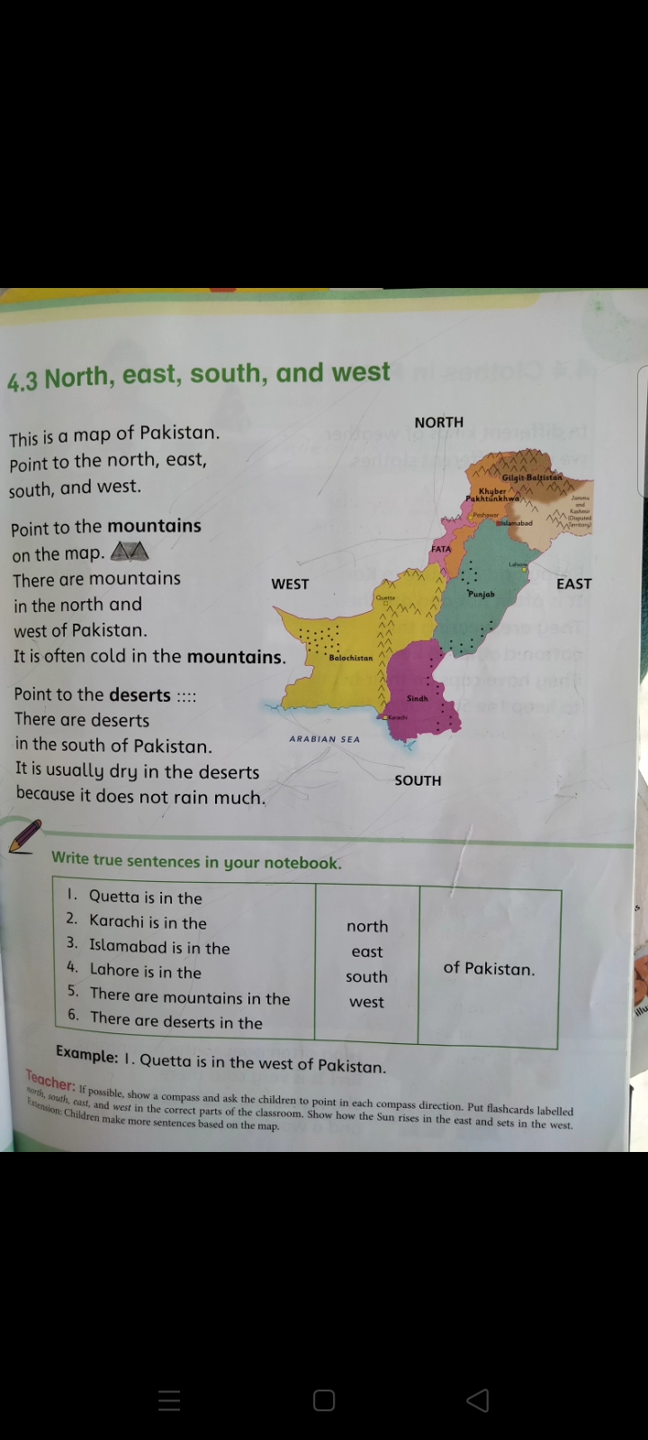 4.3 North, east, south, and west
This is a map of Pakistan.
Point to the north, east,
south, and west.
Point to the mountains
on the map.
There are mountains
in the north and
west of Pakistan.
It is often cold in the mountains.
Point to the deserts ::::
There are deserts
in the south of Pakistan.
It is usually dry in the deserts
because it does not rain much.
NORTH
Gilgit-Baltistan
Khyber
Pakhtunkhwa
Jammu
and
Kashmir
(Disputed
Territory)
Peshawar
Islamabad
FATA
Lahore
WEST
EAST
Punjab
Quetta
Balochistan
Sindh
Karachi
ARABIAN SEA
SOUTH
Write true sentences in your notebook.
1. Quetta is in the
2. Karachi is in the
3. Islamabad is in the
4. Lahore is in the
5. There are mountains in the
6. There are deserts in the
north
east
south
west
of Pakistan.
Example: 1. Quetta is in the west of Pakistan.
Teacher: If possible, show a compass and ask the children to point in each compass direction. Put flashcards labelled
north, south, east, and west in the correct parts of the classroom. Show how the Sun rises in the east and sets in the west.
Extension: Children make more sentences based on the map.